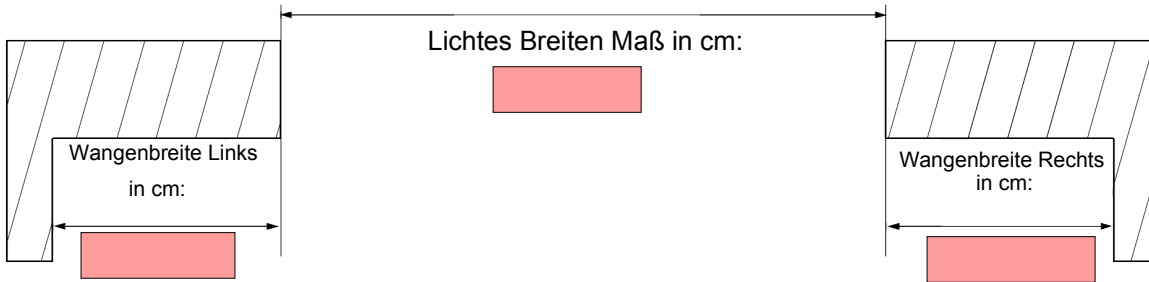 Lichtes Breiten Maß in cm:
Wangenbreite Links
in cm:
Wangenbreite Rechts
in cm: